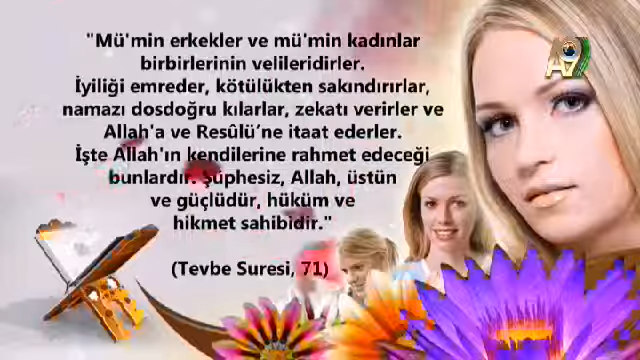 "Mü'min erkekler ve mü'min kadınlar
birbirlerinin velileridirler.
İyiliği emreder, kötülükten sakındırırlar,
namazı dosdoğru kılarlar, zekatı verirler ve
Allah'a ve Resûlü’ne itaat ederler.
İşte Allah'ın kendilerine rahmet edeceği
bunlardır. Şüphesiz, Allah, üstün
ve güçlüdür, hüküm ve
hikmet sahibidir."
(Tevbe Suresi, 71)
A9